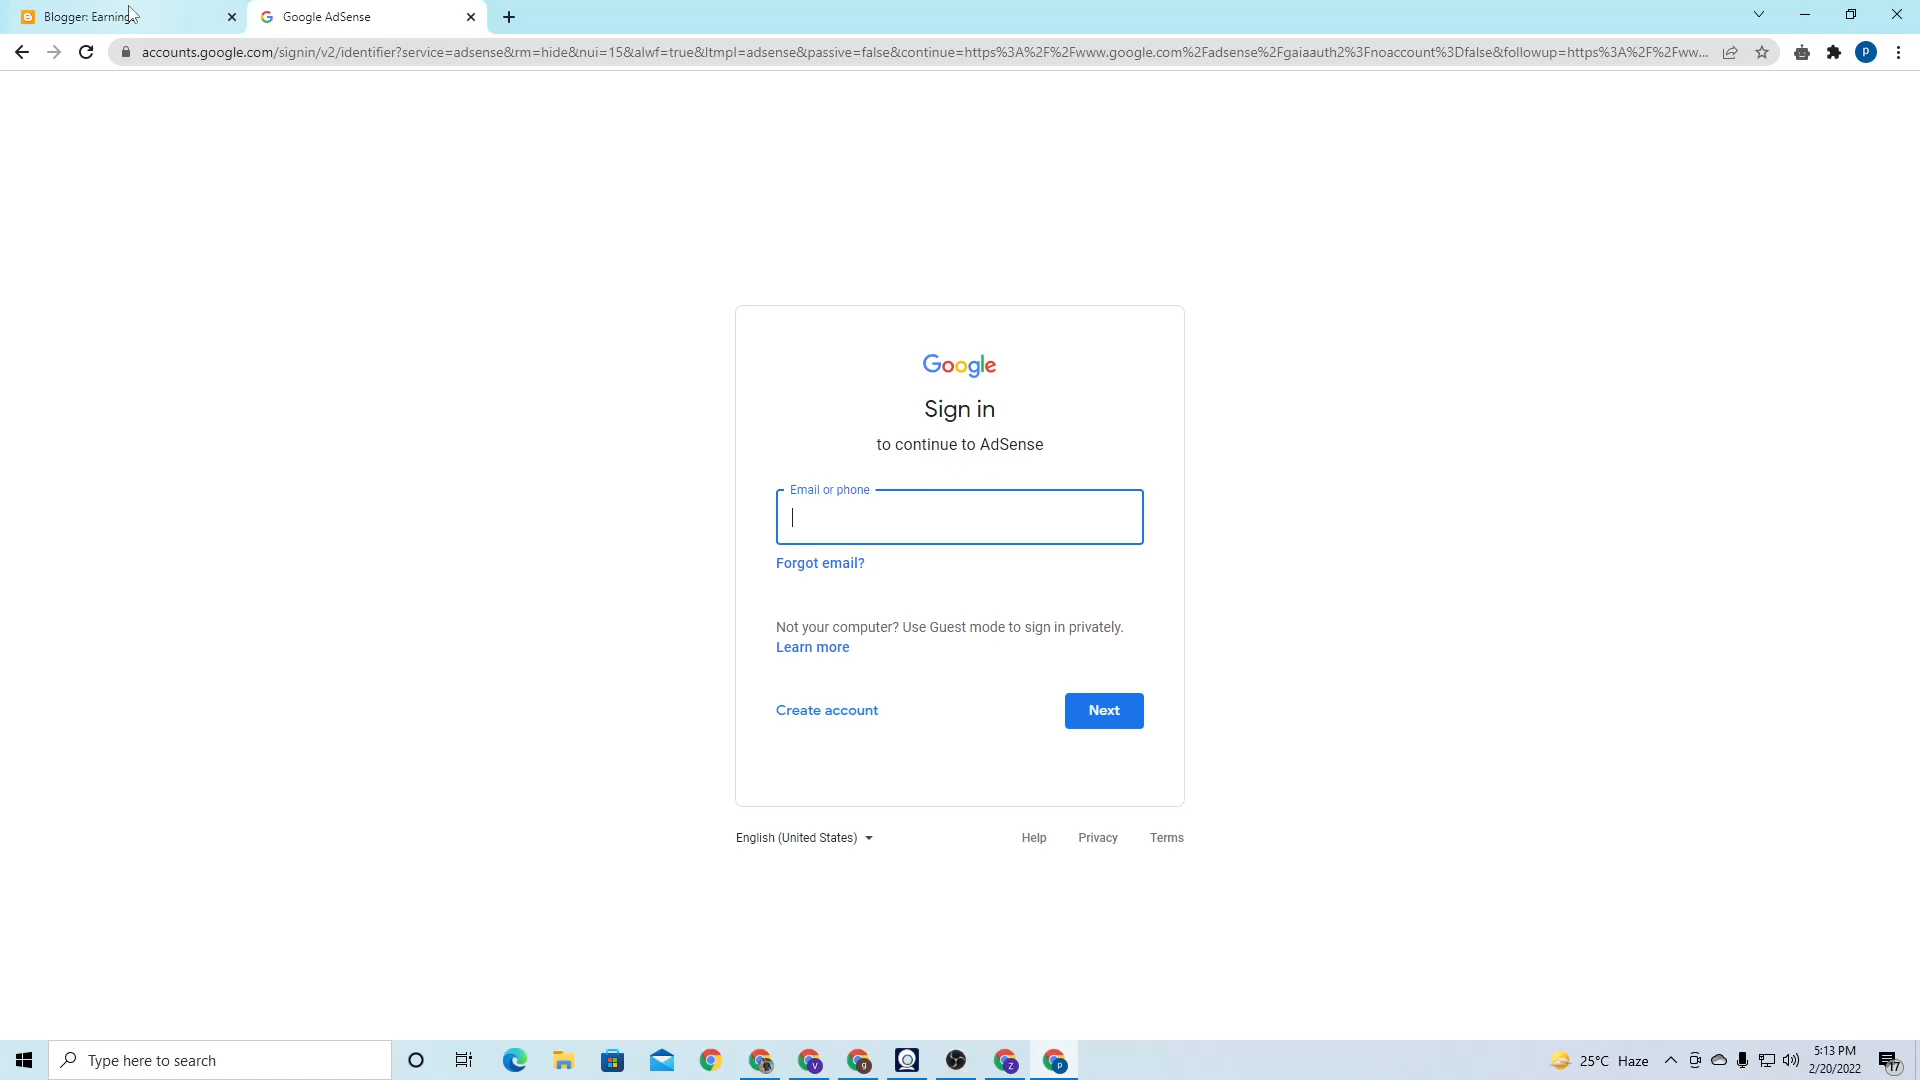 Blogger: Earning
Google AdSense
accounts.google.com/signin/v2/identifier?service=adsense&rm=hide&nui=15&alwf=true&ltmpl=adsense&passive=false&continue=https%3A%2F%2Fwww.google.com%2Fadsense%2Fgaiaauth2%3Fnoaccount%3Dfalse&followup=https%3A%2F%2Fww...
P
Google
Sign in
to continue to AdSense
Email or phone
Forgot email?
Not your computer? Use Guest mode to sign in privately.
Learn more
Create account
Next
English (United States)
Help
Privacy
Terms
Type here to search
V
g
Z
P
25°C Haze
5:13 PM
2/20/2022
17